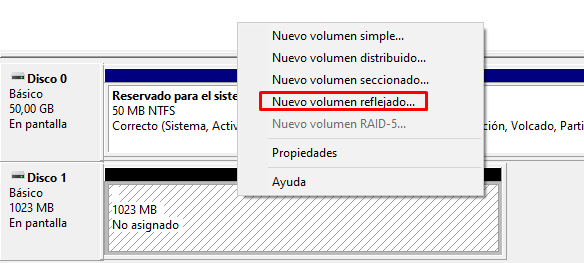 Nuevo volumen simple...
Nuevo volumen distribuido...
Nuevo volumen seccionado...
Nuevo volumen reflejado...
Nuevo volumen RAID-5...
Propiedades
Ayuda
Disco 0
Básico
50,00 GB
En pantalla
Reservado para el siste
50 MB NTFS
Correcto (Sistema, Activ
ción, Volcado, Parti
Disco 1
Básico
1023 MB
En pantalla
1023 MB
No asignado